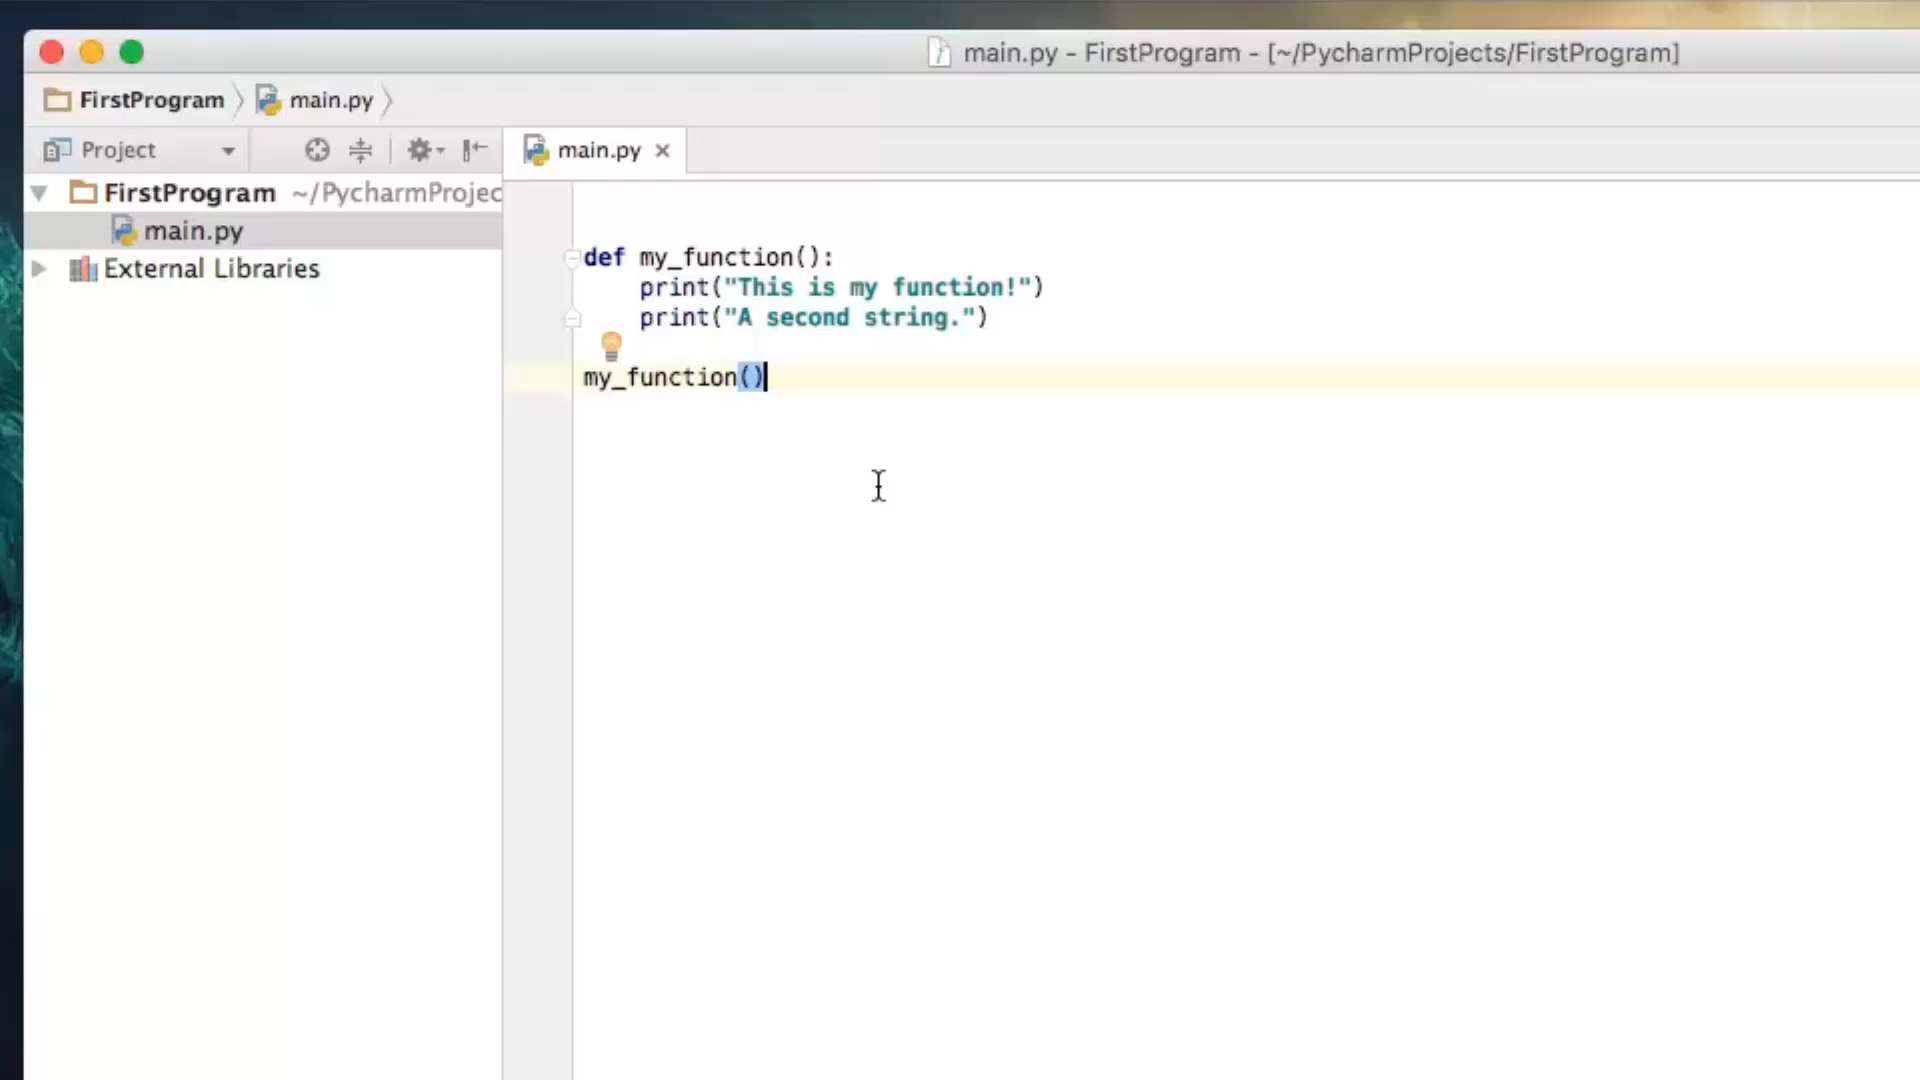 main.py - FirstProgram - [~/PycharmProjects/FirstProgram]
FirstProgram main.py
Project
main.py
FirstProgram ~/PycharmProjec
main.py
External Libraries
def my_function():
    print("This is my function!")
    print("A second string.")
my_function()